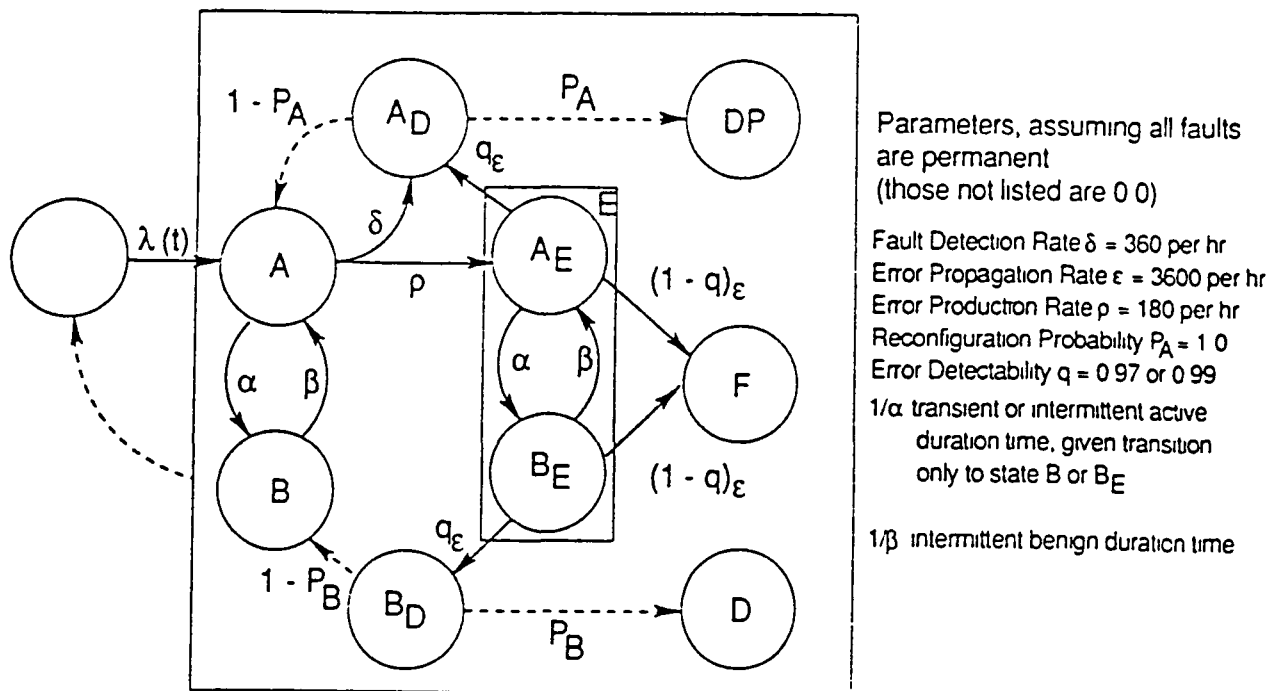 1 - P_A
A_D
P_A
DP
q_ε
E
λ (t)
A
δ
ρ
A_E
(1 - q)_ε
α
β
α
β
F
B
B_E
(1 - q)_ε
q_ε
1 - P_B
B_D
P_B
D
Parameters, assuming all faults
are permanent
(those not listed are 0 0)
Fault Detection Rate δ = 360 per hr
Error Propagation Rate ε = 3600 per hr
Error Production Rate ρ = 180 per hr
Reconfiguration Probability P_A = 1 0
Error Detectability q = 0 97 or 0 99
1/α transient or intermittent active
duration time, given transition
only to state B or B_E
1/β intermittent benign duration time